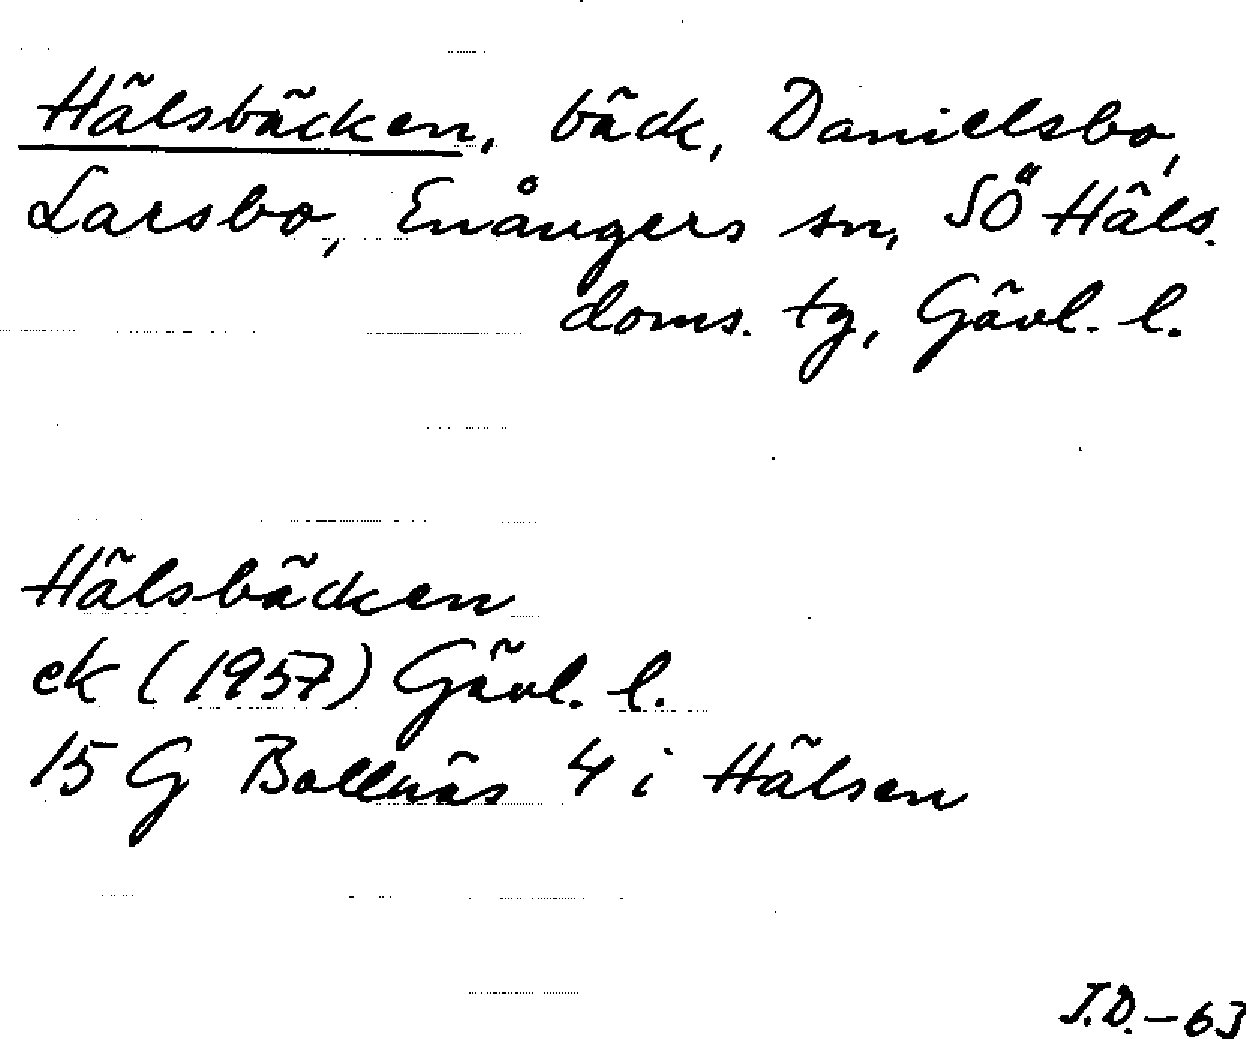 Hälsbäcken, bäck, Danielsbo,
Larsbo, Enångers sn, SÖ Häls.
doms. tg, Gävl. l.
Hälsbäcken
ek (1957) Gävl. l.
15 G Bollnäs 4 i Hälsen
J.D.-63